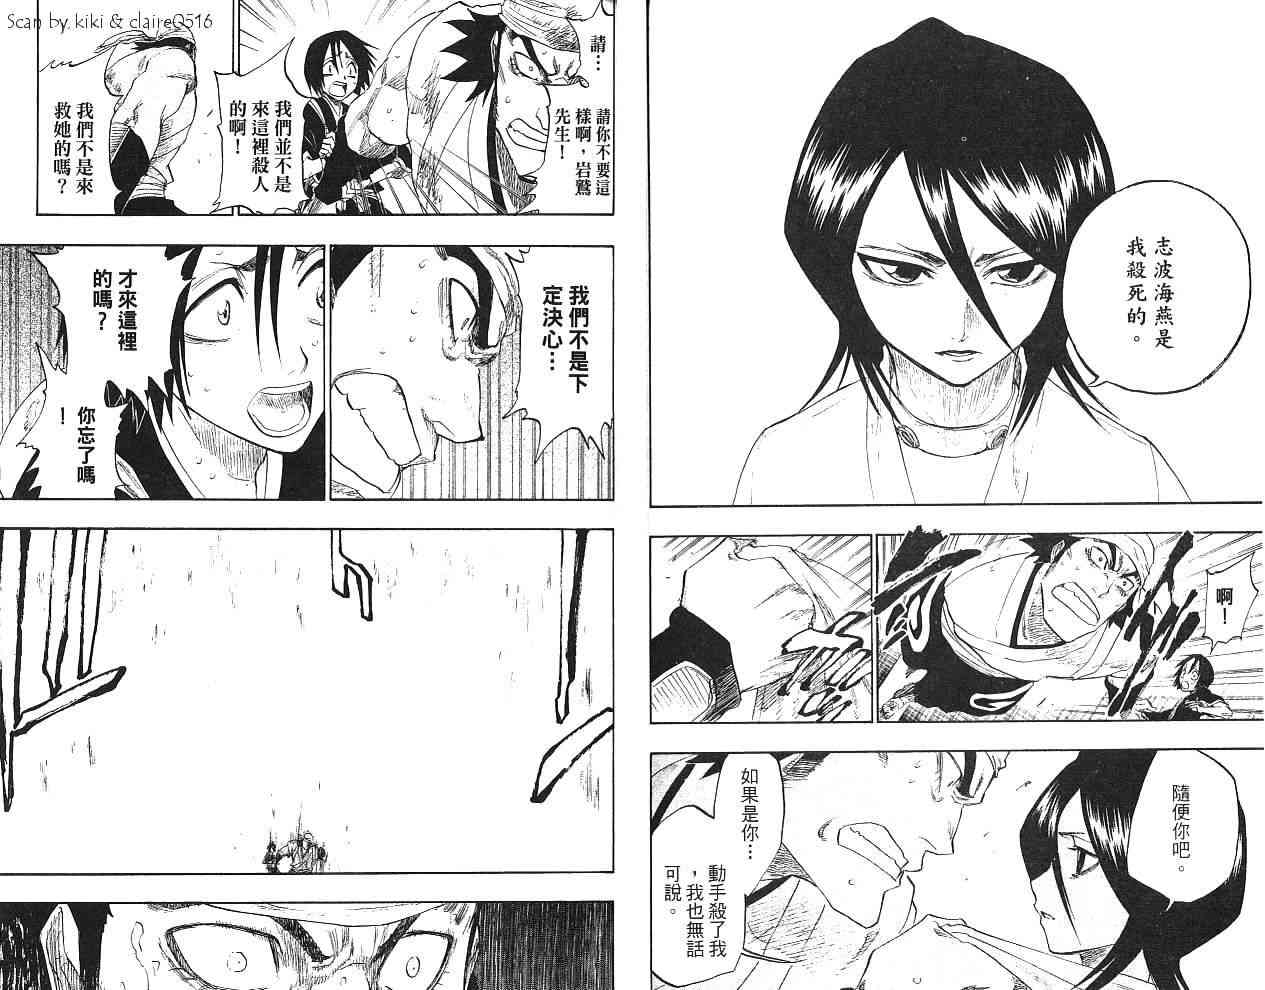 Scan by kiki & claire0516
志波海燕是
我殺死的。
啊！
隨便你吧。
如果是你…
動手殺了我
，我也無話
可說。
請…
請你不要這
樣啊，岩鷲
先生！
我們並不是
來這裡殺人
的啊！
我們不是來
救她的嗎？
我們不是下
定決心…
才來這裡
的嗎？
你忘了嗎
！